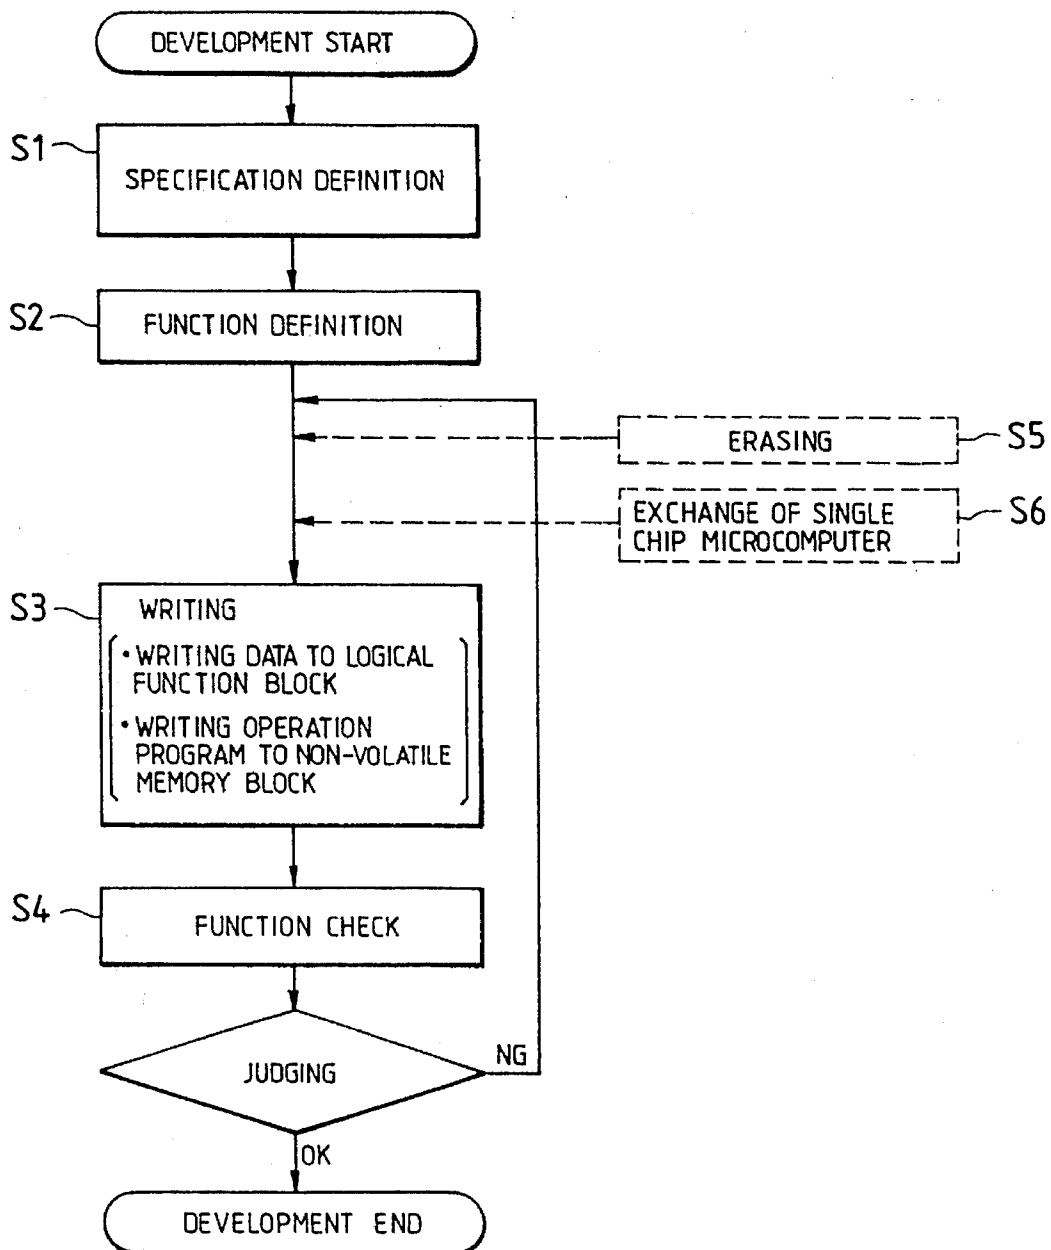 DEVELOPMENT START
S1
SPECIFICATION DEFINITION
S2
FUNCTION DEFINITION
ERASING
S5
EXCHANGE OF SINGLE
CHIP MICROCOMPUTER
S6
S3
WRITING
• WRITING DATA TO LOGICAL
FUNCTION BLOCK
• WRITING OPERATION
PROGRAM TO NON-VOLATILE
MEMORY BLOCK
S4
FUNCTION CHECK
JUDGING
NG
OK
DEVELOPMENT END